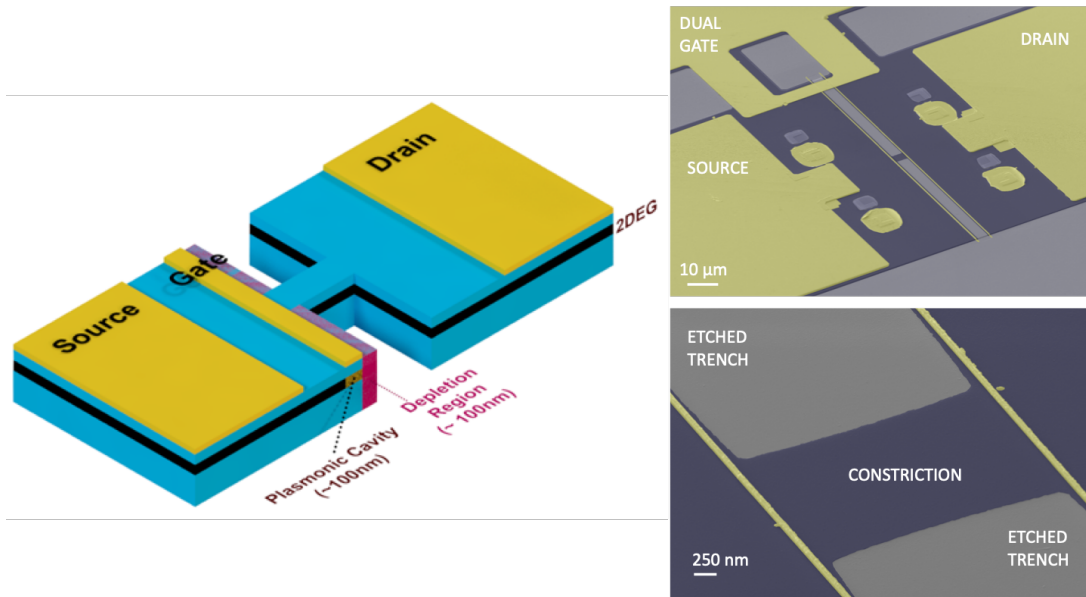 Source
Gate
Drain
2DEG
Depletion
Region
(~ 100nm)
Plasmonic Cavity
(~100nm)
DUAL
GATE
DRAIN
SOURCE
10 µm
ETCHED
TRENCH
CONSTRICTION
ETCHED
TRENCH
250 nm